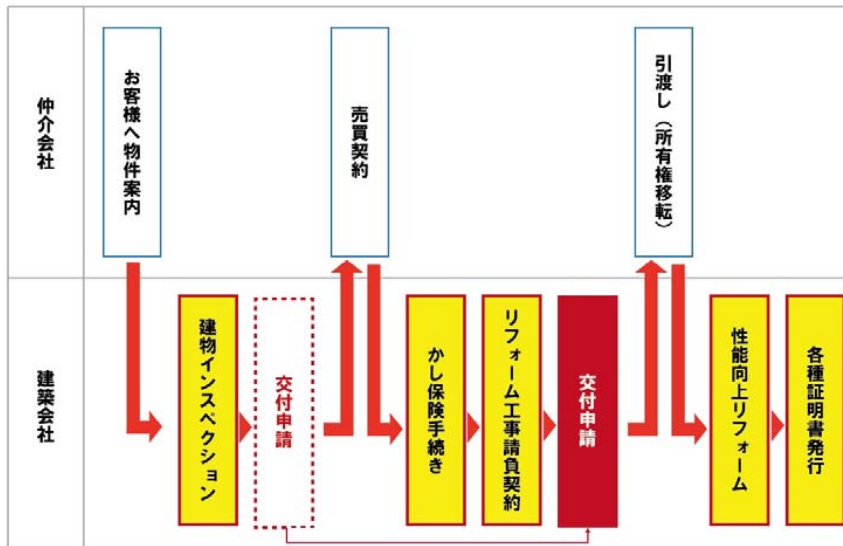 仲介会社
お客様へ物件案内
売買契約
引渡し（所有権移転）
建築会社
建物インスペクション
交付申請
かし保険手続き
リフォーム工事請負契約
交付申請
性能向上リフォーム
各種証明書発行